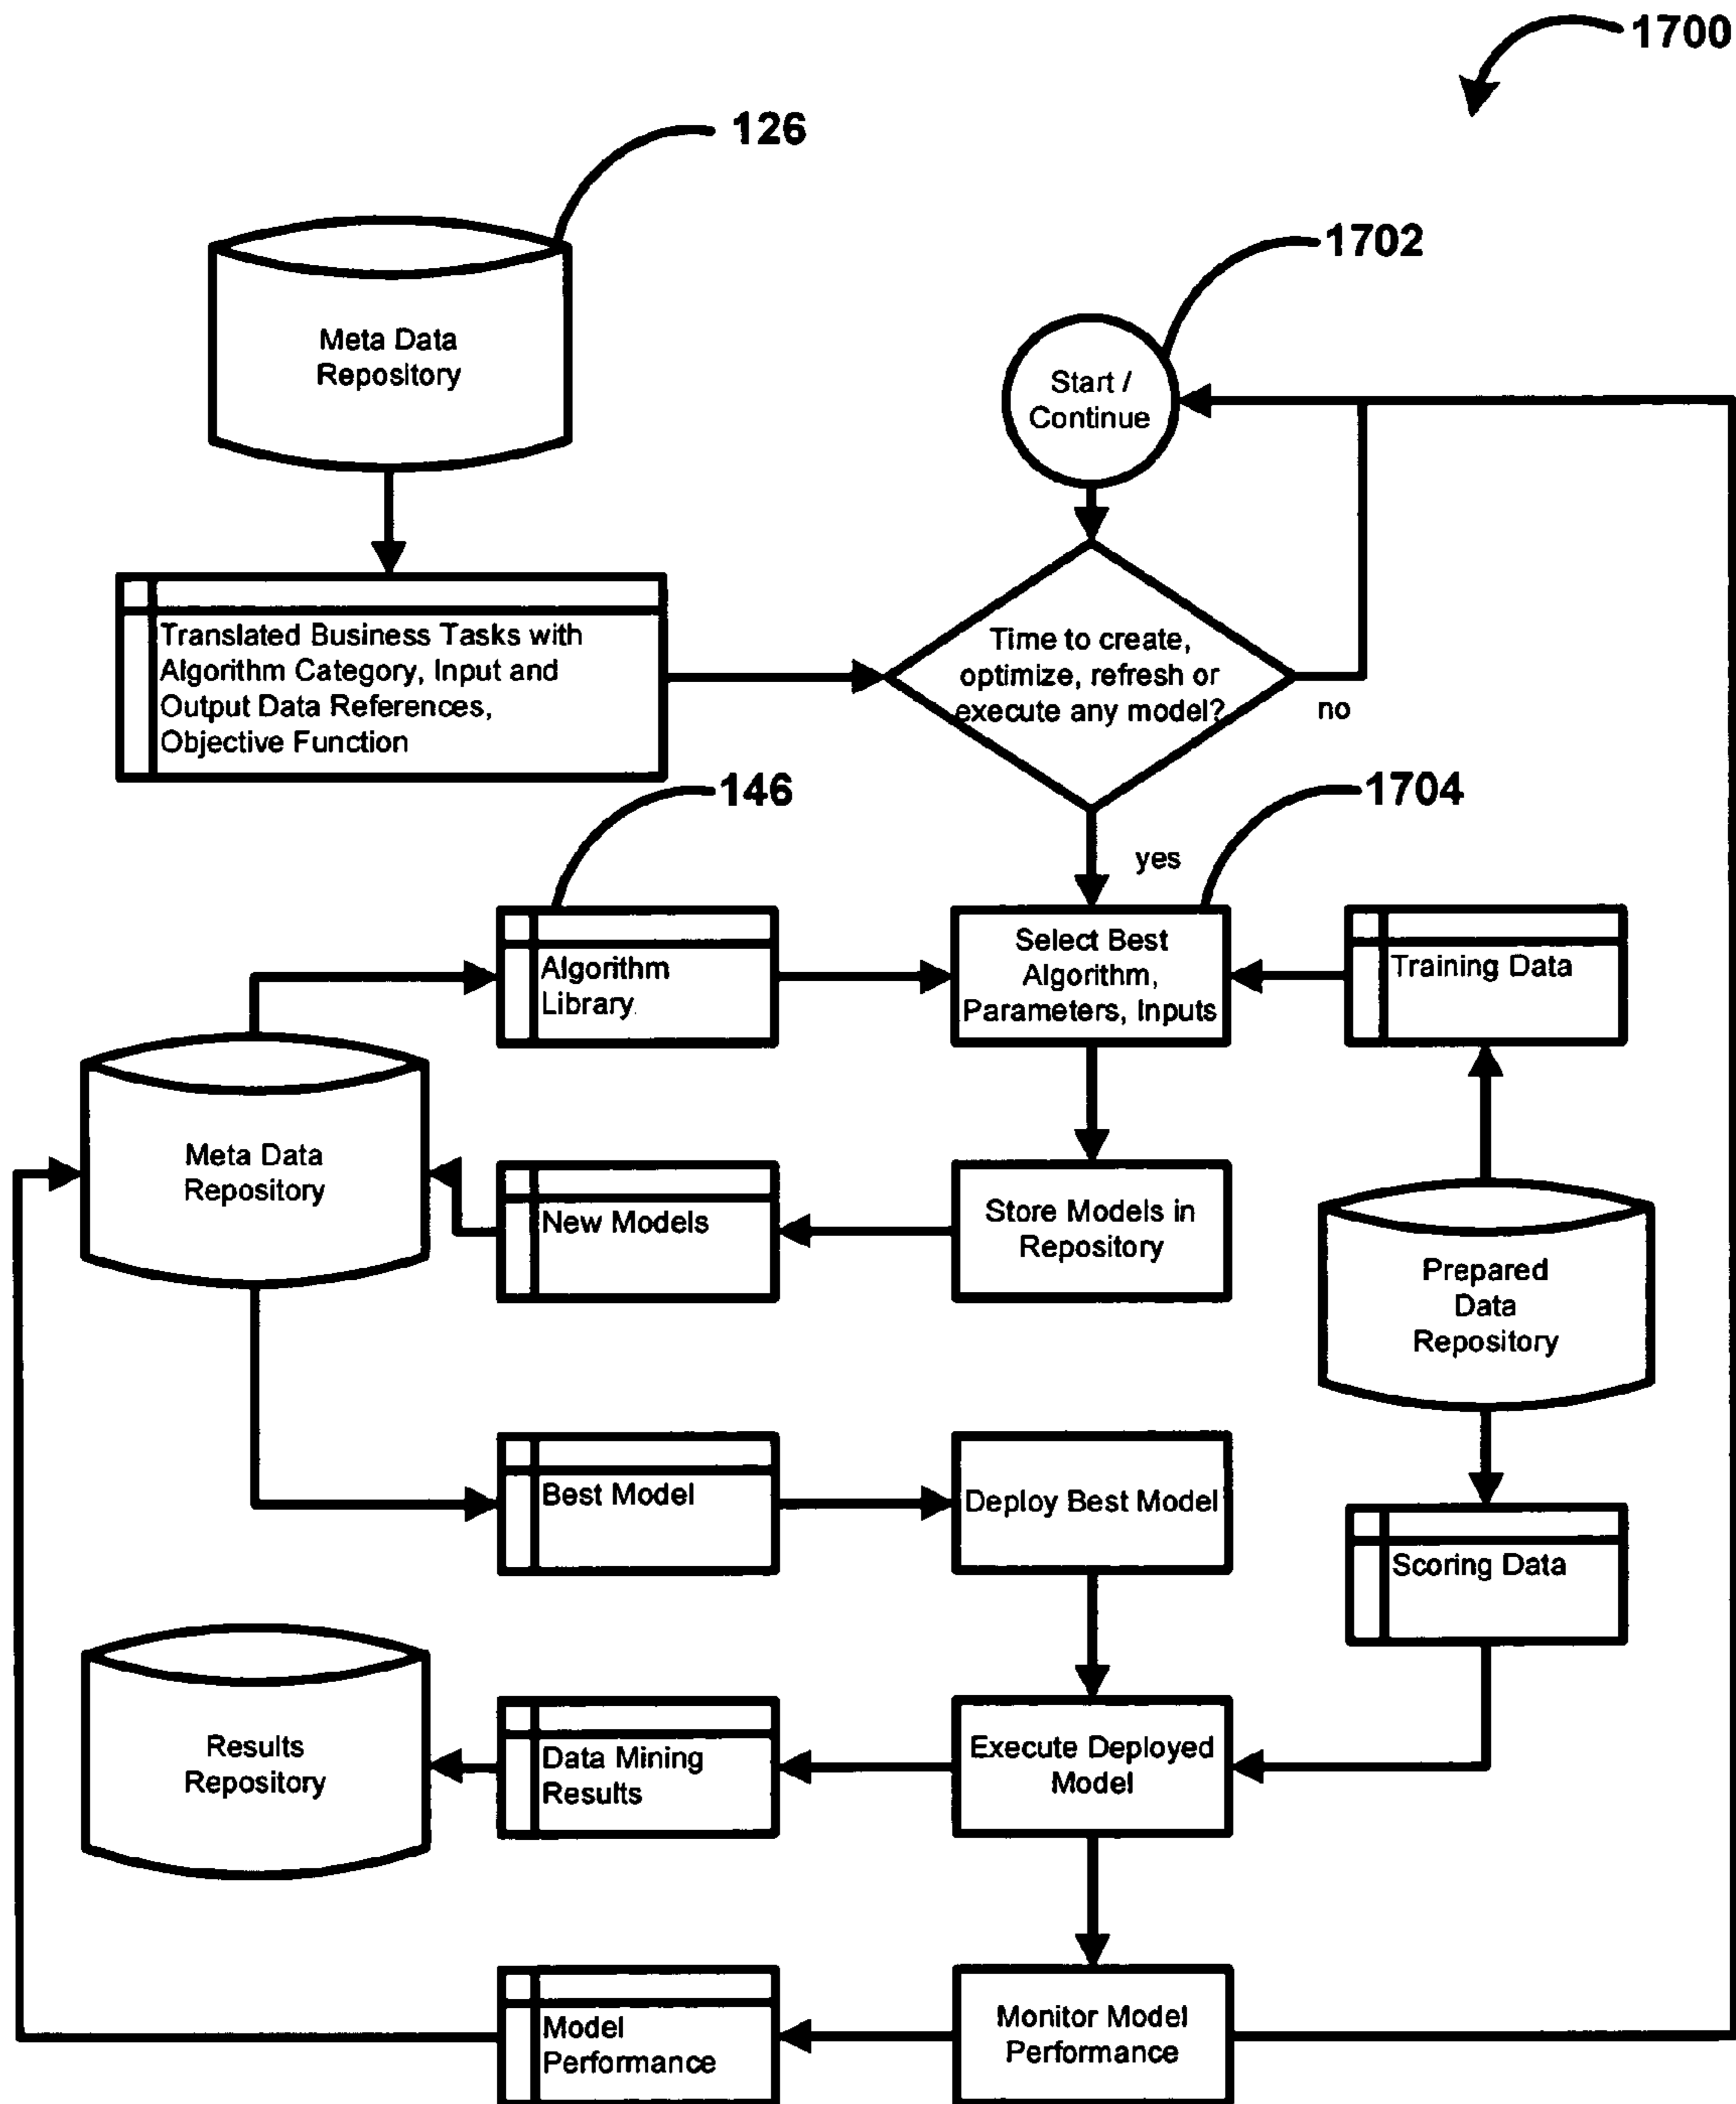 1700
126
1702
Meta Data
Repository
Start /
Continue
Translated Business Tasks with
Algorithm Category, Input and
Output Data References,
Objective Function
Time to create,
optimize, refresh or
execute any model?
no
146
1704
yes
Algorithm
Library
Select Best
Algorithm,
Parameters, Inputs
Training Data
Meta Data
Repository
New Models
Store Models in
Repository
Prepared
Data
Repository
Best Model
Deploy Best Model
Scoring Data
Results
Repository
Data Mining
Results
Execute Deployed
Model
Model
Performance
Monitor Model
Performance